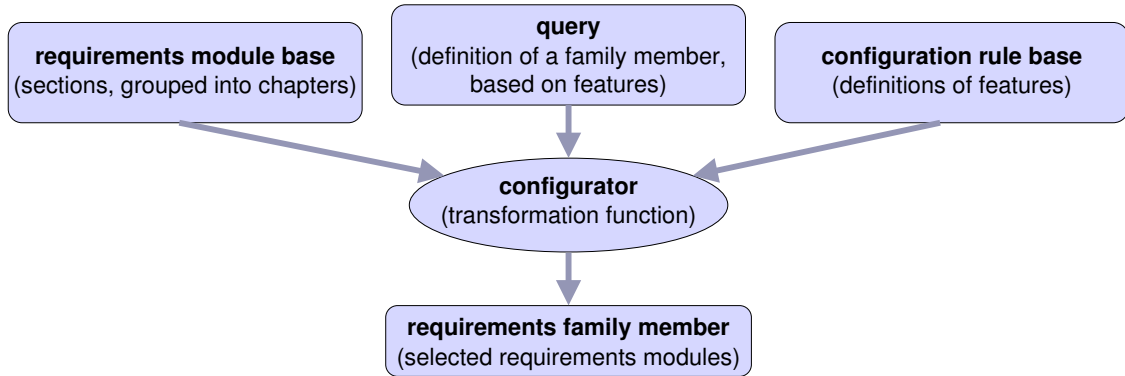 requirements module base
(sections, grouped into chapters)
query
(definition of a family member,
based on features)
configuration rule base
(definitions of features)
configurator
(transformation function)
requirements family member
(selected requirements modules)